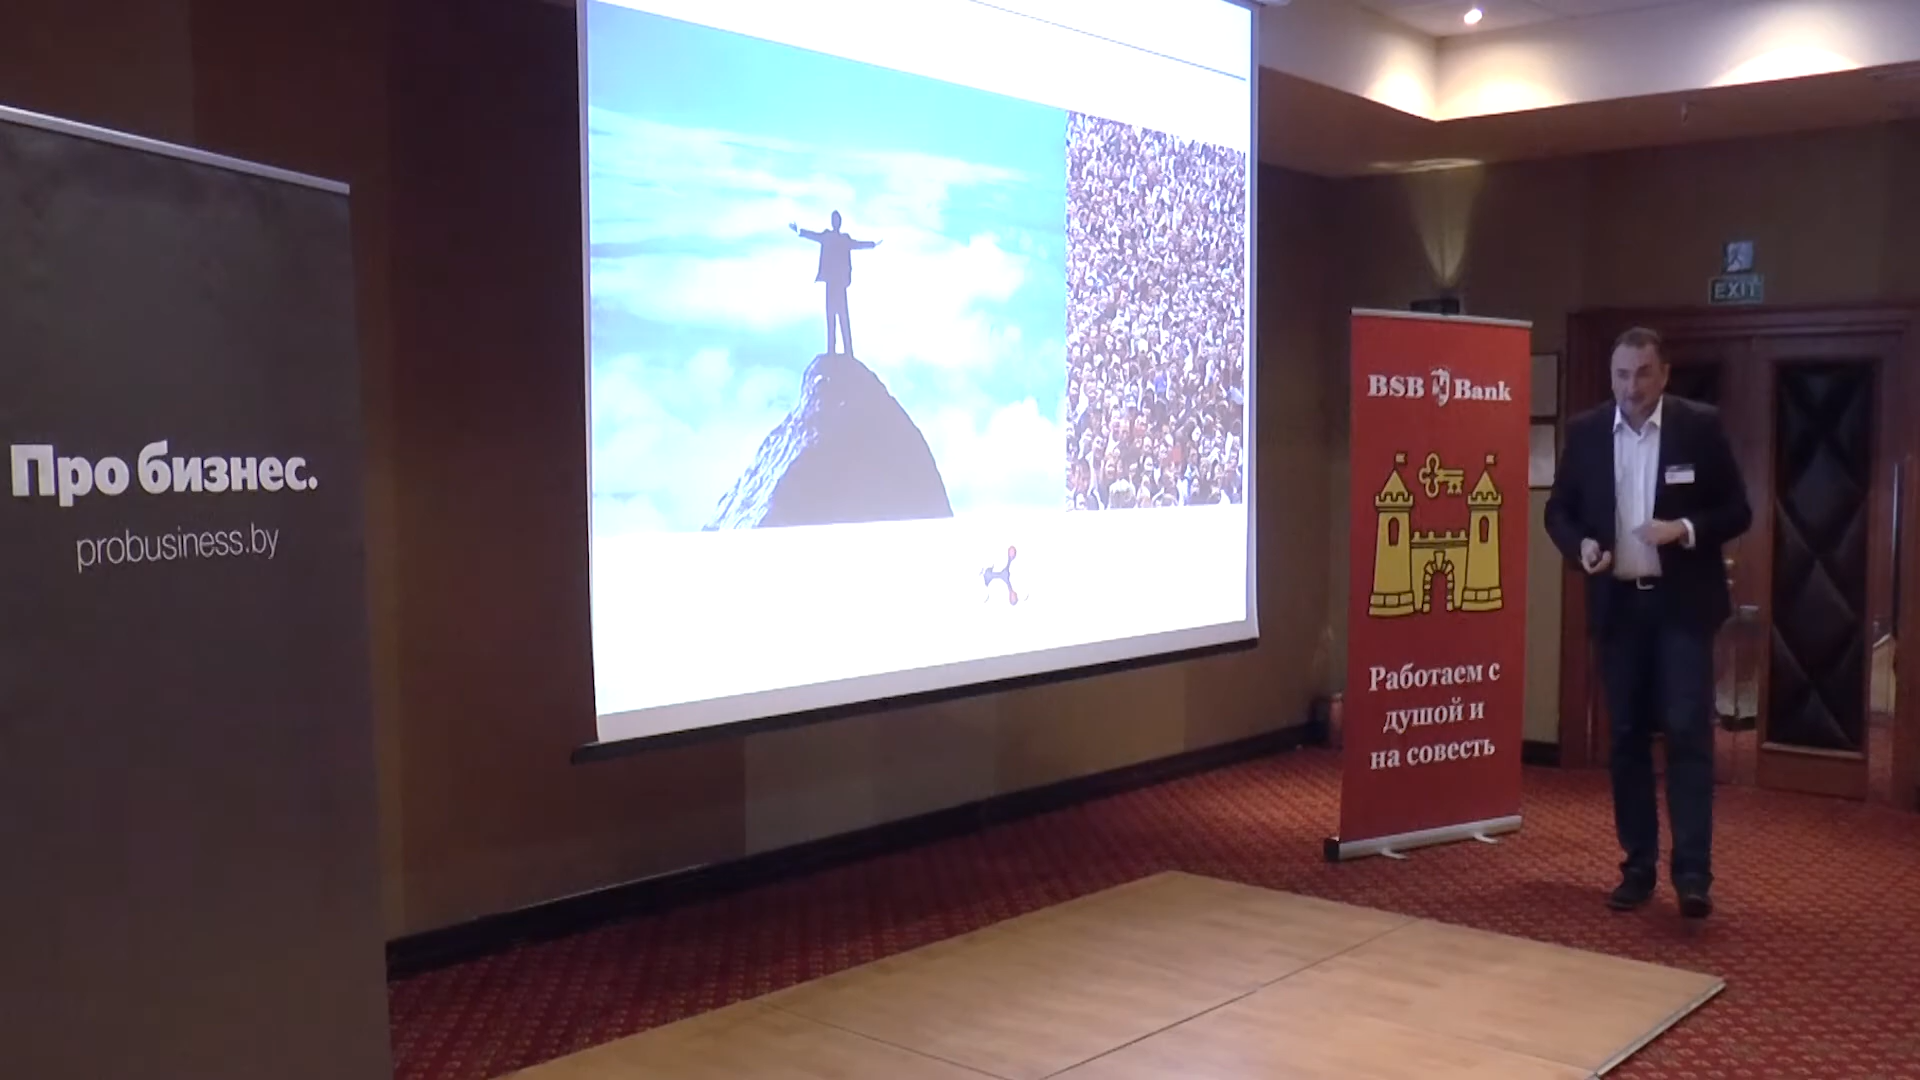 Про бизнес.
probusiness.by
EXIT
BSB Bank
Работаем с
душой и
на совесть